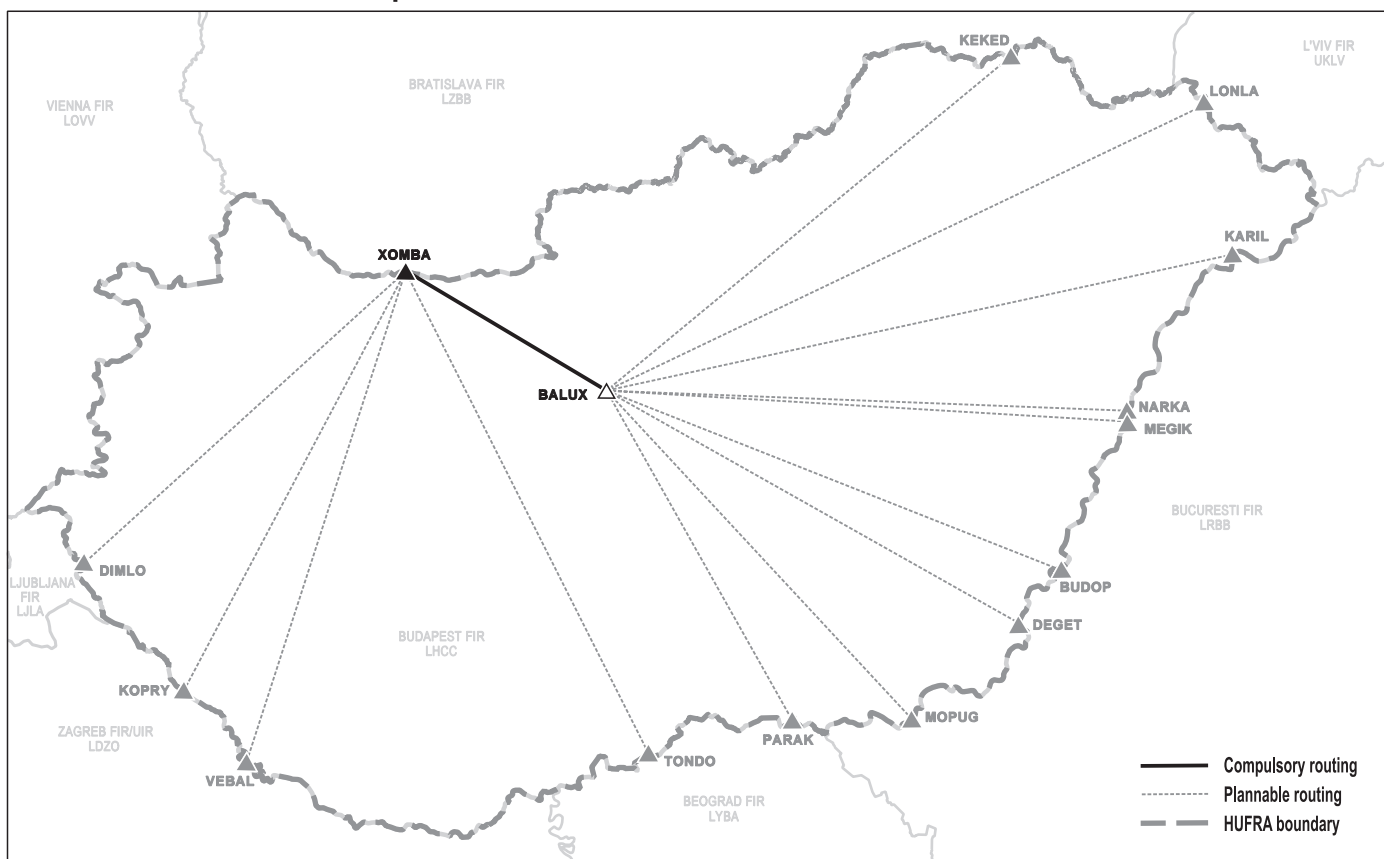 KEKED
L'VIV FIR
UKLV
BRATISLAVA FIR
LZBB
LONLA
VIENNA FIR
LOVV
KARIL
XOMBA
BALUX
NARKA
MEGIK
BUCURESTI FIR
LRBB
DIMLO
LJUBLJANA
FIR
LJLA
BUDOP
DEGET
BUDAPEST FIR
LHCC
KOPRY
MOPUG
ZAGREB FIR/UIR
LDZO
PARAK
TONDO
VEBAL
BEOGRAD FIR
LYBA
Compulsory routing
Plannable routing
HUFRA boundary